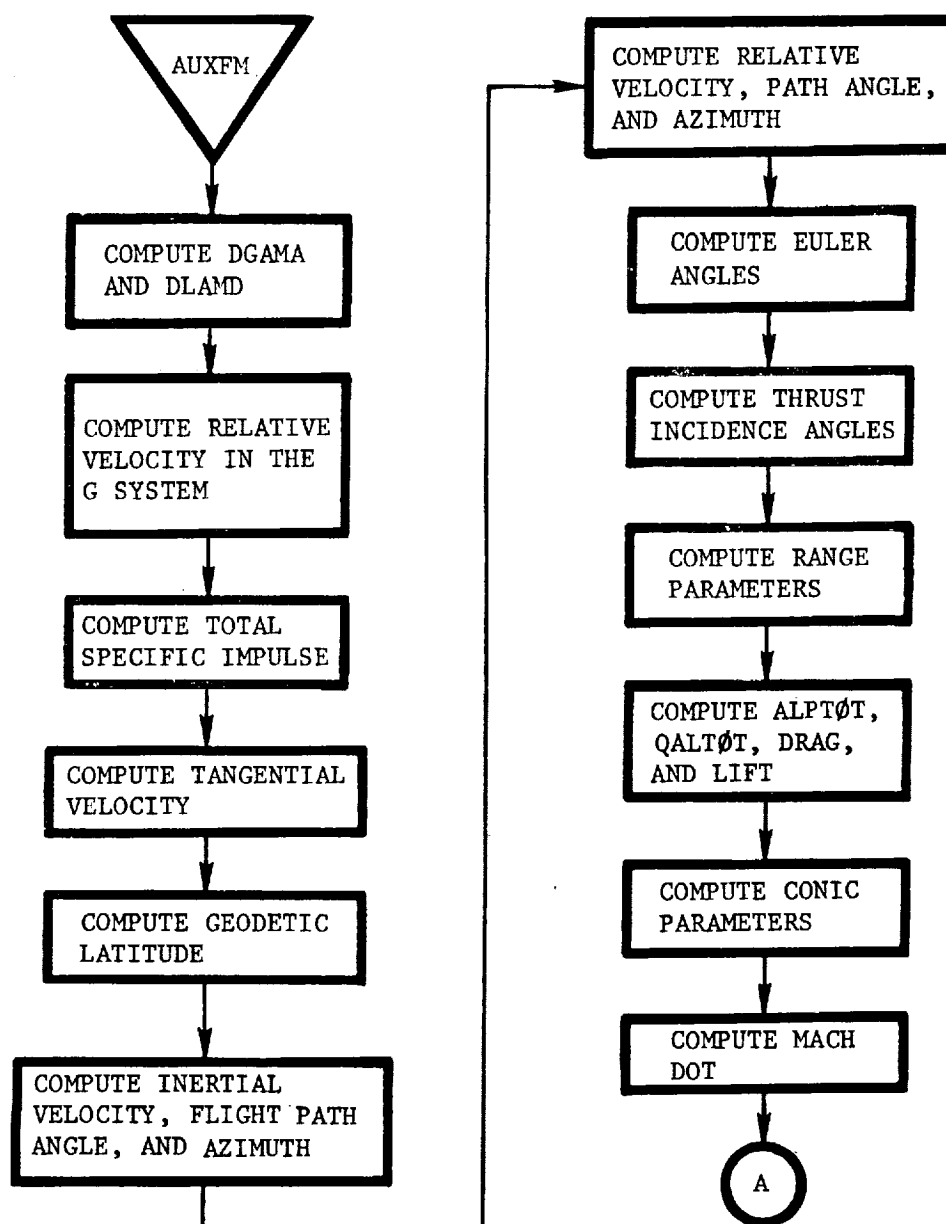 AUXFM
COMPUTE DGAMA
AND DLAMD
COMPUTE RELATIVE
VELOCITY IN THE
G SYSTEM
COMPUTE TOTAL
SPECIFIC IMPULSE
COMPUTE TANGENTIAL
VELOCITY
COMPUTE GEODETIC
LATITUDE
COMPUTE INERTIAL
VELOCITY, FLIGHT PATH
ANGLE, AND AZIMUTH
COMPUTE RELATIVE
VELOCITY, PATH ANGLE,
AND AZIMUTH
COMPUTE EULER
ANGLES
COMPUTE THRUST
INCIDENCE ANGLES
COMPUTE RANGE
PARAMETERS
COMPUTE ALPTØT,
QALTØT, DRAG,
AND LIFT
COMPUTE CONIC
PARAMETERS
COMPUTE MACH
DOT
A